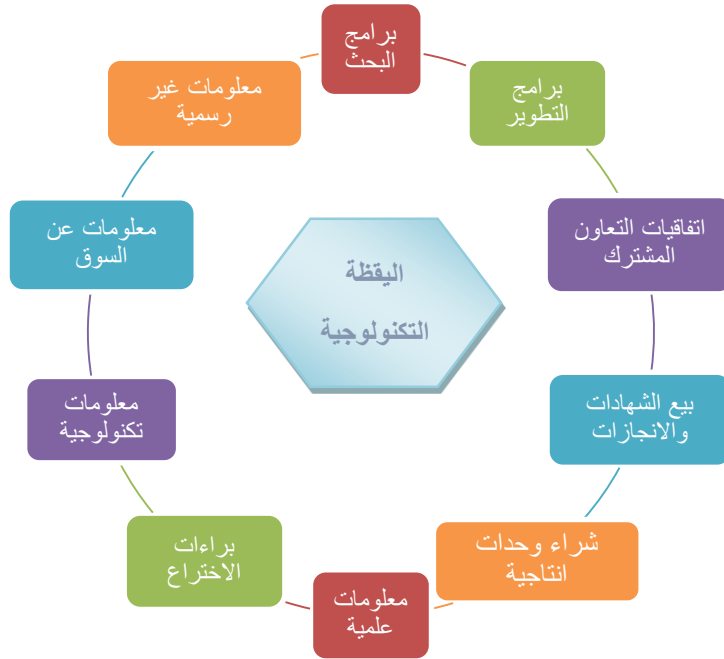 برامج
البحث
برامج
التطوير
اتفاقيات التعاون
المشترك
بيع الشهادات
والانجازات
شراء وحدات
انتاجية
معلومات
علمية
براءات
الاختراع
معلومات
تكنولوجية
معلومات عن
السوق
معلومات غير
رسمية
اليقظة
التكنولوجية